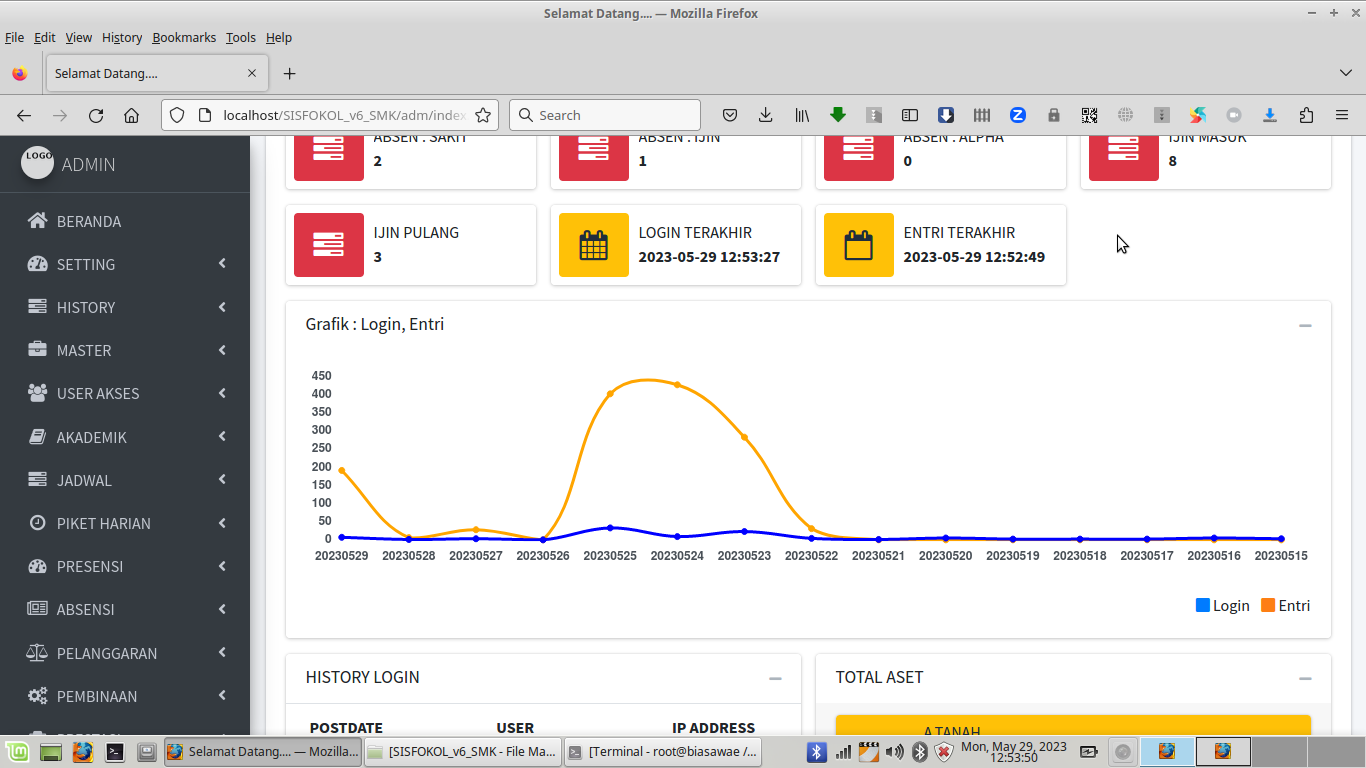 Selamat Datang.... — Mozilla Firefox
File Edit View History Bookmarks Tools Help
Selamat Datang....
localhost/SISFOKOL_v6_SMK/adm/index
Search
LOGO
ADMIN
BERANDA
SETTING
HISTORY
MASTER
USER AKSES
AKADEMIK
JADWAL
PIKET HARIAN
PRESENSI
ABSENSI
PELANGGARAN
PEMBINAAN
ABSEN : SAKIT
2
ABSEN : IJIN
1
ABSEN : ALPHA
0
IJIN MASUK
8
IJIN PULANG
3
LOGIN TERAKHIR
2023-05-29 12:53:27
ENTRI TERAKHIR
2023-05-29 12:52:49
Grafik : Login, Entri
450
400
350
300
250
200
150
100
50
0
20230529 20230528 20230527 20230526 20230525 20230524 20230523 20230522 20230521 20230520 20230519 20230518 20230517 20230516 20230515
Login Entri
HISTORY LOGIN
POSTDATE USER IP ADDRESS
TOTAL ASET
A.TANAH
Selamat Datang.... — Mozilla...
[SISFOKOL_v6_SMK - File Ma...
[Terminal - root@biasawae /...
Mon, May 29, 2023
12:53:50